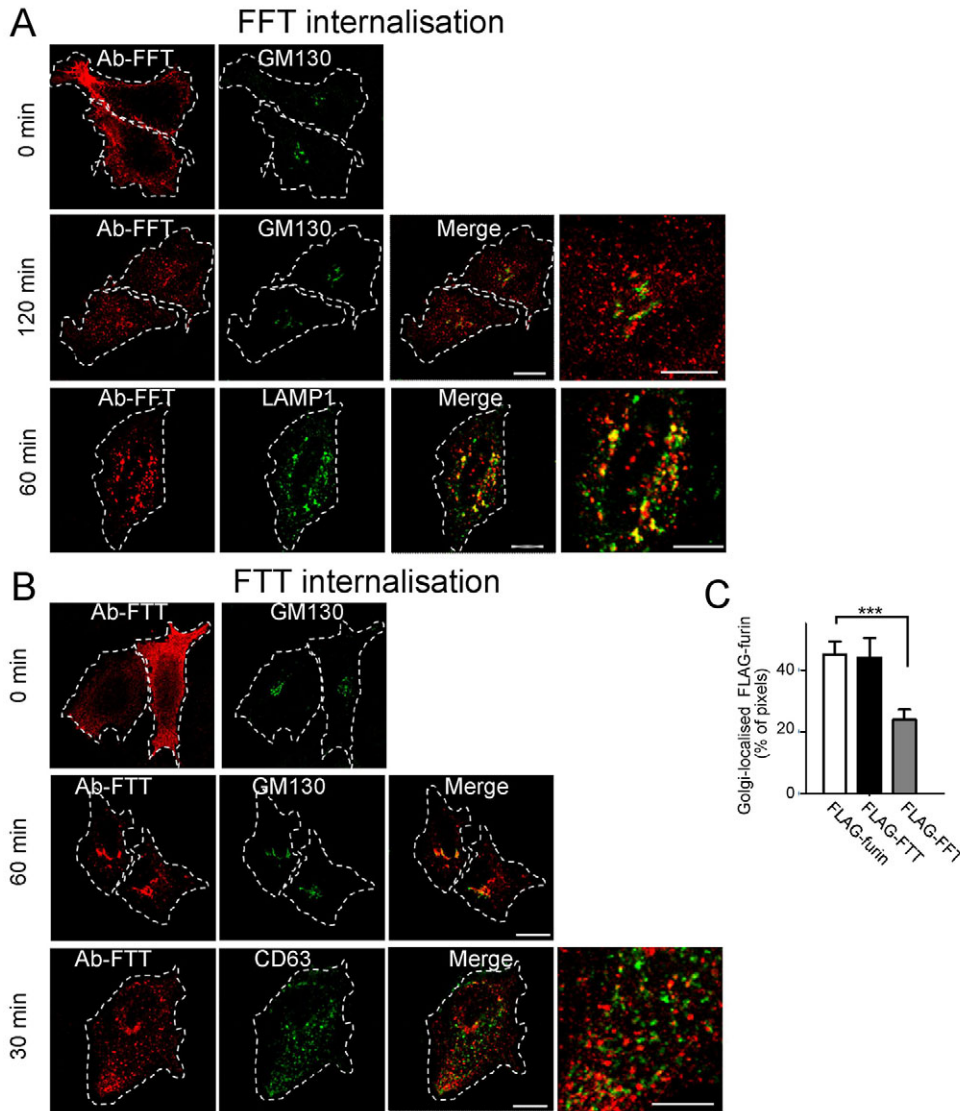 A
FFT internalisation
Ab-FFT GM130
0 min
Ab-FFT GM130 Merge
120 min
Ab-FFT LAMP1 Merge
60 min
B
FTT internalisation
Ab-FTT GM130
0 min
Ab-FTT GM130 Merge
60 min
Ab-FTT CD63 Merge
30 min
C
***
Golgi-localised FLAG-furin
(% of pixels)
40
20
0
FLAG-furin
FLAG-FTT
FLAG-FFT